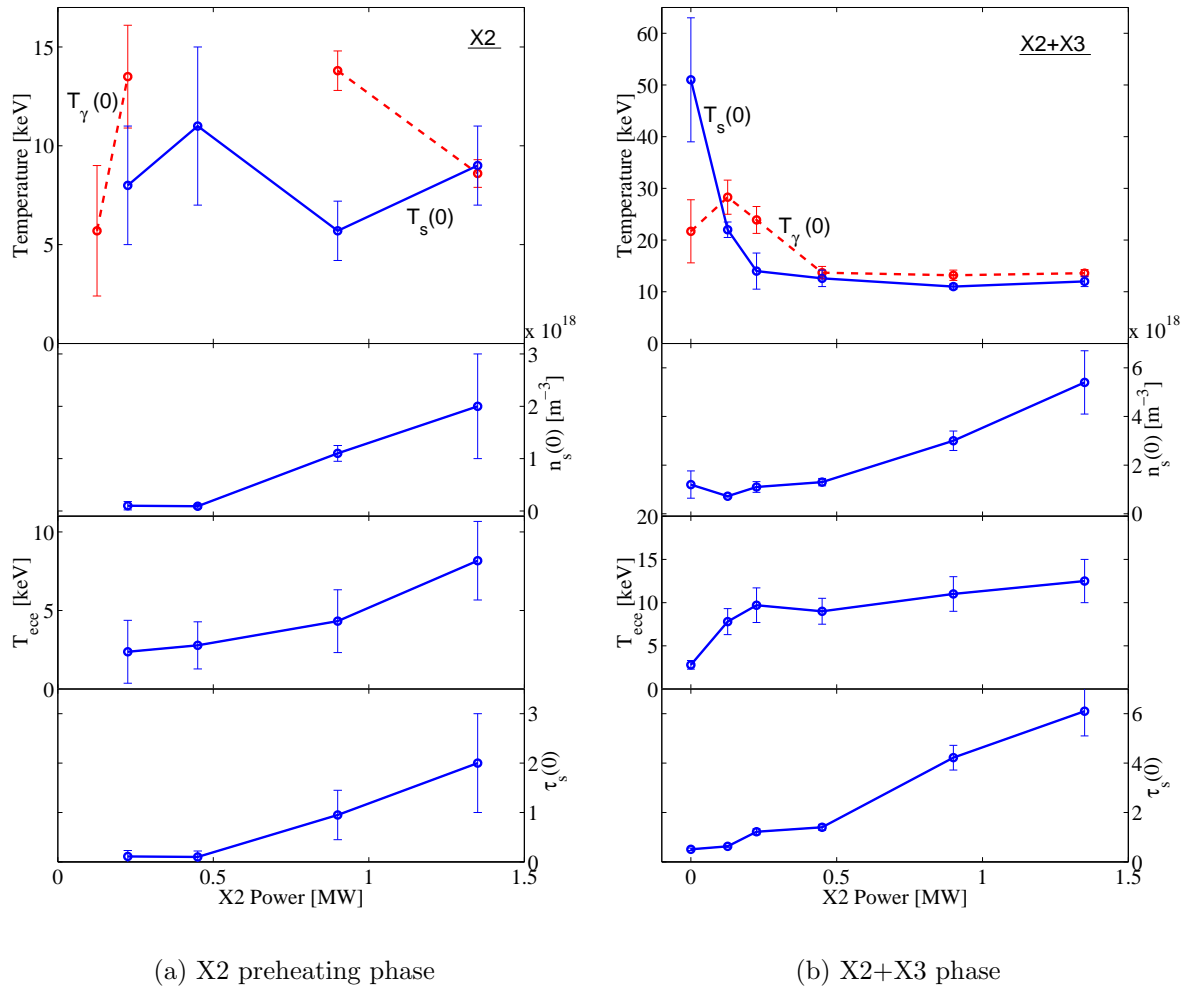 X2
Temperature [keV]
15
10
5
0
T_γ(0)
T_s(0)
x 10^18
n_s(0) [m^−3]
3
2
1
0
T_ece [keV]
10
5
0
τ_s(0)
3
2
1
0
0 0.5 1 1.5
X2 Power [MW]
(a) X2 preheating phase
X2+X3
Temperature [keV]
60
50
40
30
20
10
0
T_s(0)
T_γ(0)
x 10^18
n_s(0) [m^−3]
6
4
2
0
T_ece [keV]
20
15
10
5
0
τ_s(0)
6
4
2
0
0 0.5 1 1.5
X2 Power [MW]
(b) X2+X3 phase